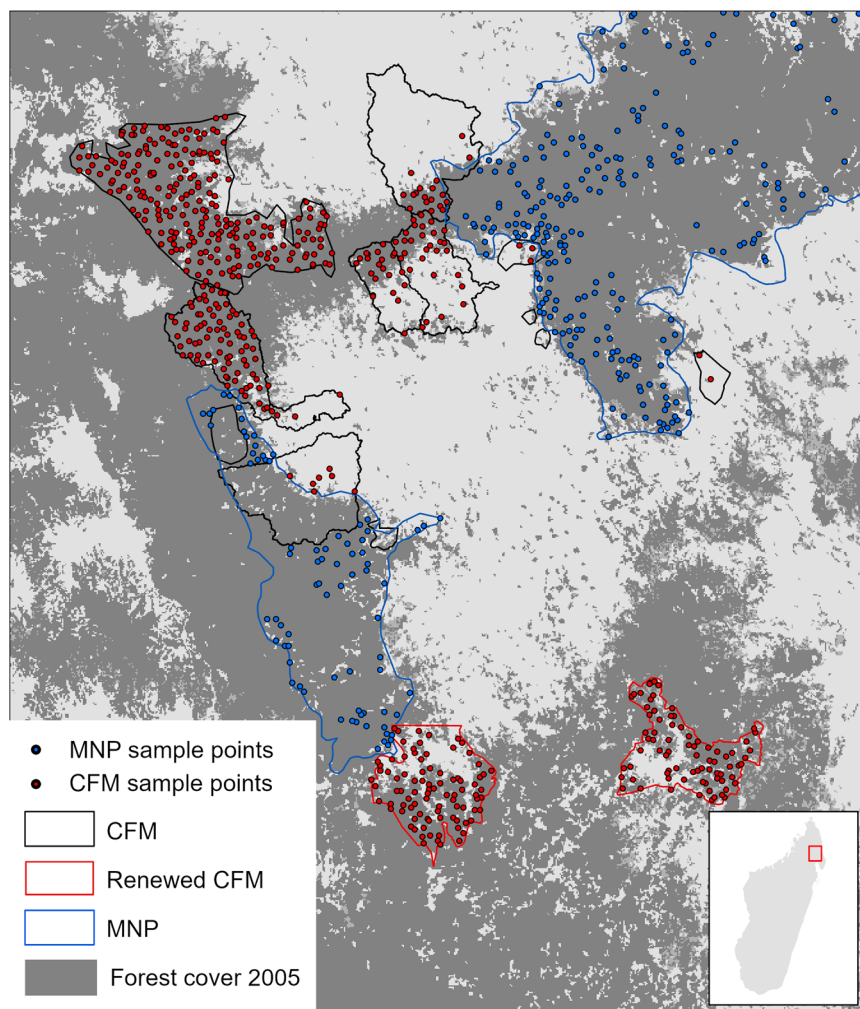 MNP sample points
CFM sample points
CFM
Renewed CFM
MNP
Forest cover 2005